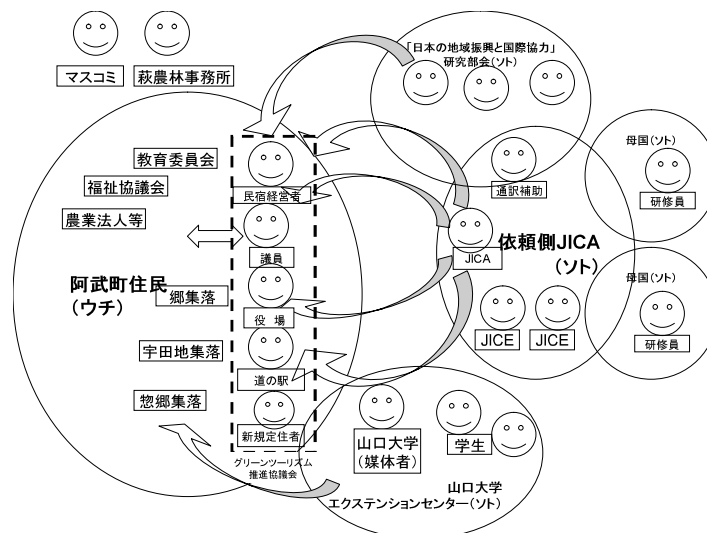 マスコミ
萩農林事務所
「日本の地域振興と国際協力」
研究部会(ソト)
教育委員会
福祉協議会
農業法人等
民宿経営者
議員
阿武町住民
(ウチ)
郷集落
役 場
宇田地集落
道の駅
惣郷集落
新規定住者
グリーンツーリズム
推進協議会
通訳補助
母国(ソト)
研修員
JICA
依頼側JICA
(ソト)
JICE
JICE
母国(ソト)
研修員
山口大学
(媒体者)
学生
山口大学
エクステンションセンター(ソト)